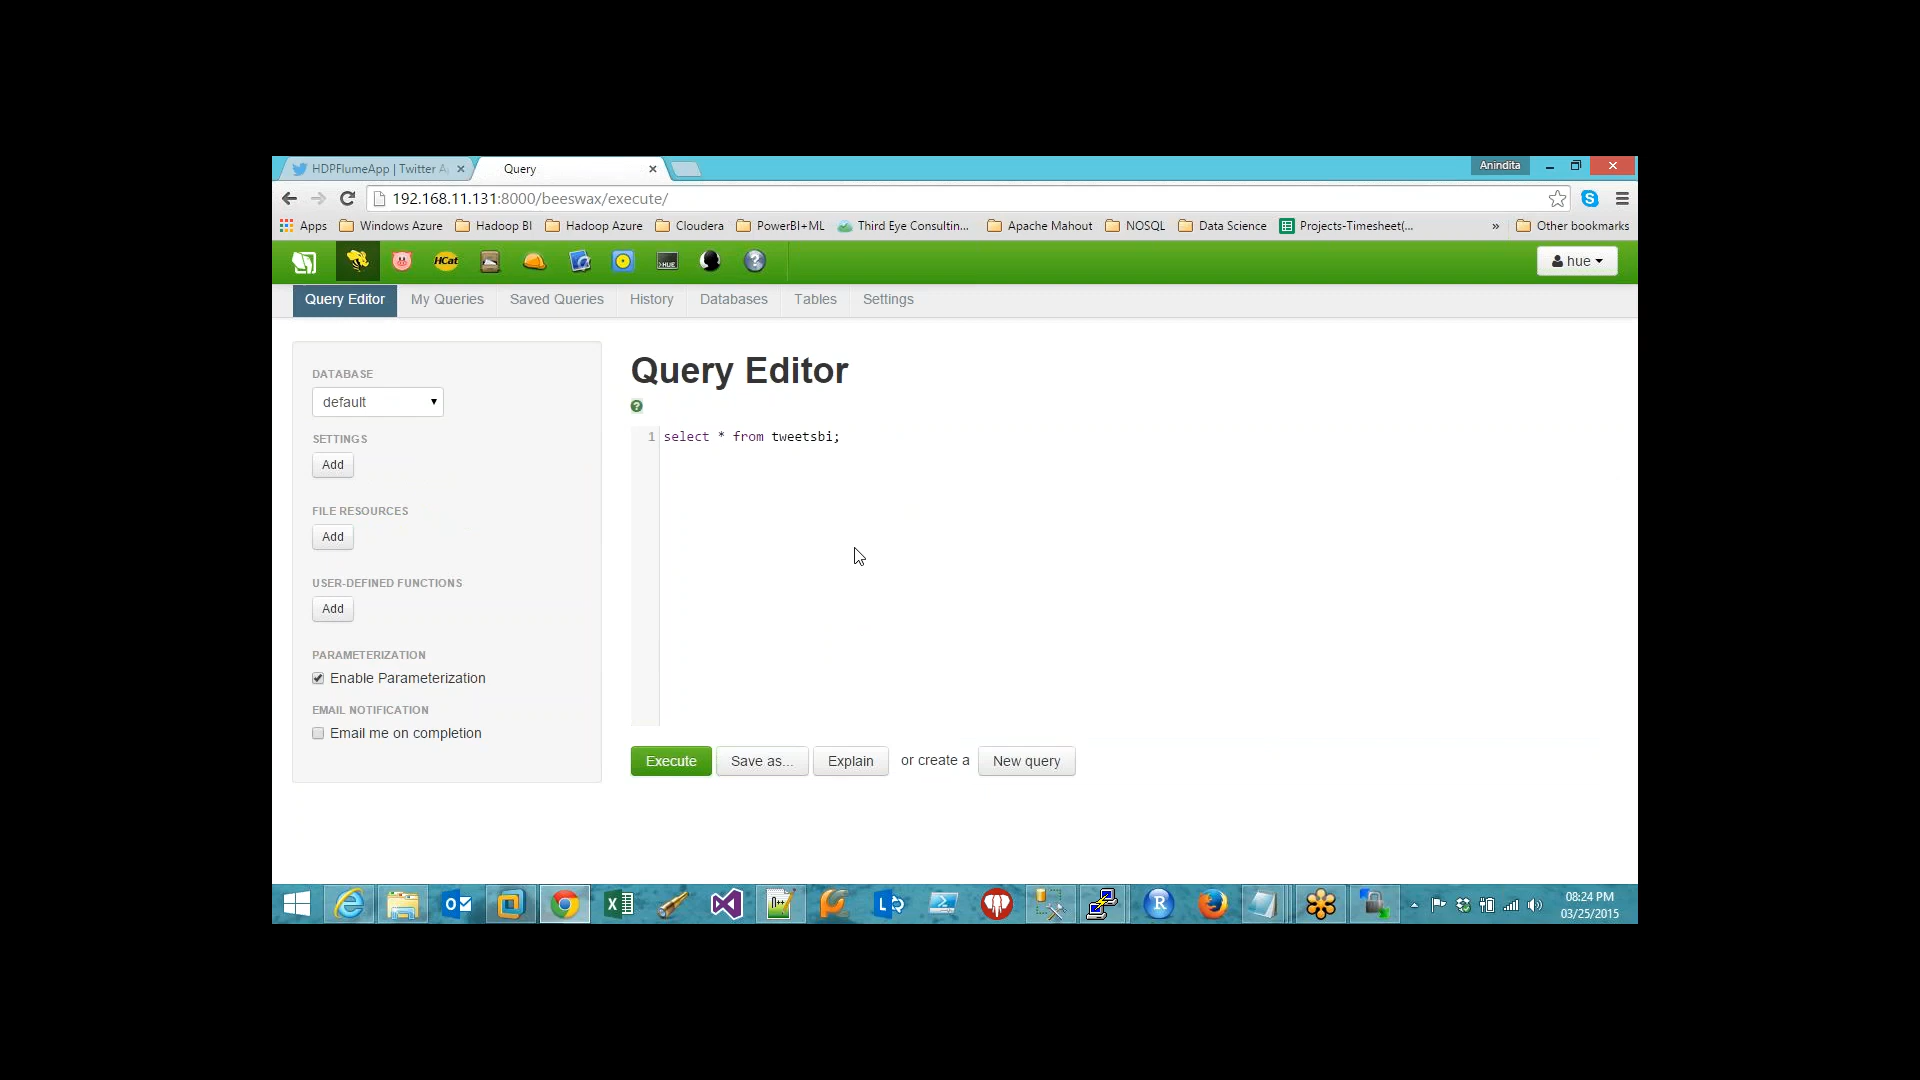 HDPFlumeApp | Twitter A
Query
Anindita
192.168.11.131:8000/beeswax/execute/
Apps Windows Azure Hadoop BI Hadoop Azure Cloudera PowerBI+ML Third Eye Consultin... Apache Mahout NOSQL Data Science Projects-Timesheet(... » Other bookmarks
HCat
HUE
hue
Query Editor My Queries Saved Queries History Databases Tables Settings
DATABASE
default
SETTINGS
Add
FILE RESOURCES
Add
USER-DEFINED FUNCTIONS
Add
PARAMETERIZATION
Enable Parameterization
EMAIL NOTIFICATION
Email me on completion
Query Editor
1 select * from tweetsbi;
Execute Save as... Explain or create a New query
08:24 PM
03/25/2015